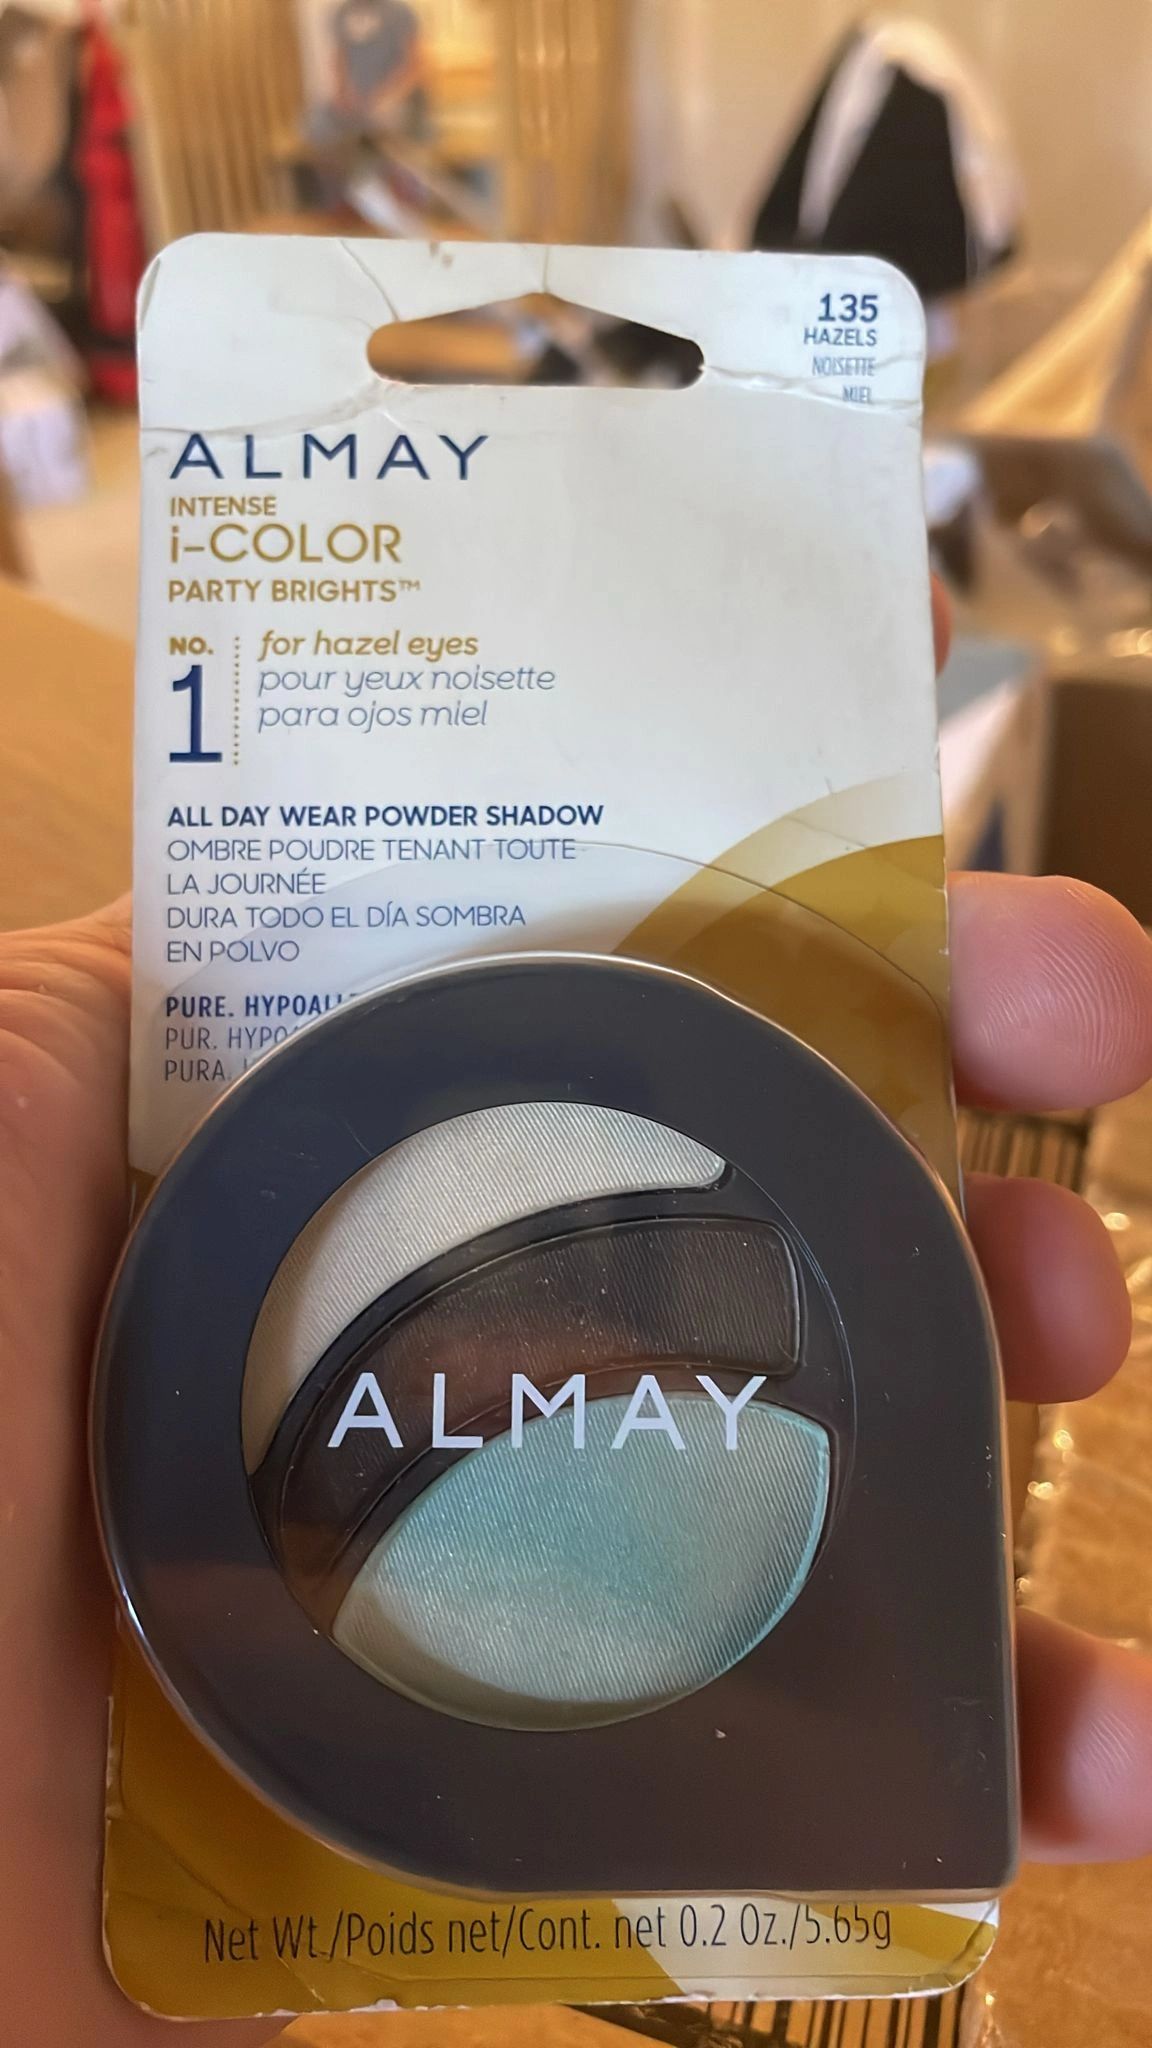 135
HAZELS
NOISETTE
MIEL
ALMAY
INTENSE
i-COLOR
PARTY BRIGHTS™
NO.
1
for hazel eyes
pour yeux noisette
para ojos miel
ALL DAY WEAR POWDER SHADOW
OMBRE POUDRE TENANT TOUTE
LA JOURNÉE
DURA TODO EL DÍA SOMBRA
EN POLVO
PURE.
PUR.
PURA.
ALMAY
Net Wt./Poids net/Cont. net 0.2 Oz./5.65g